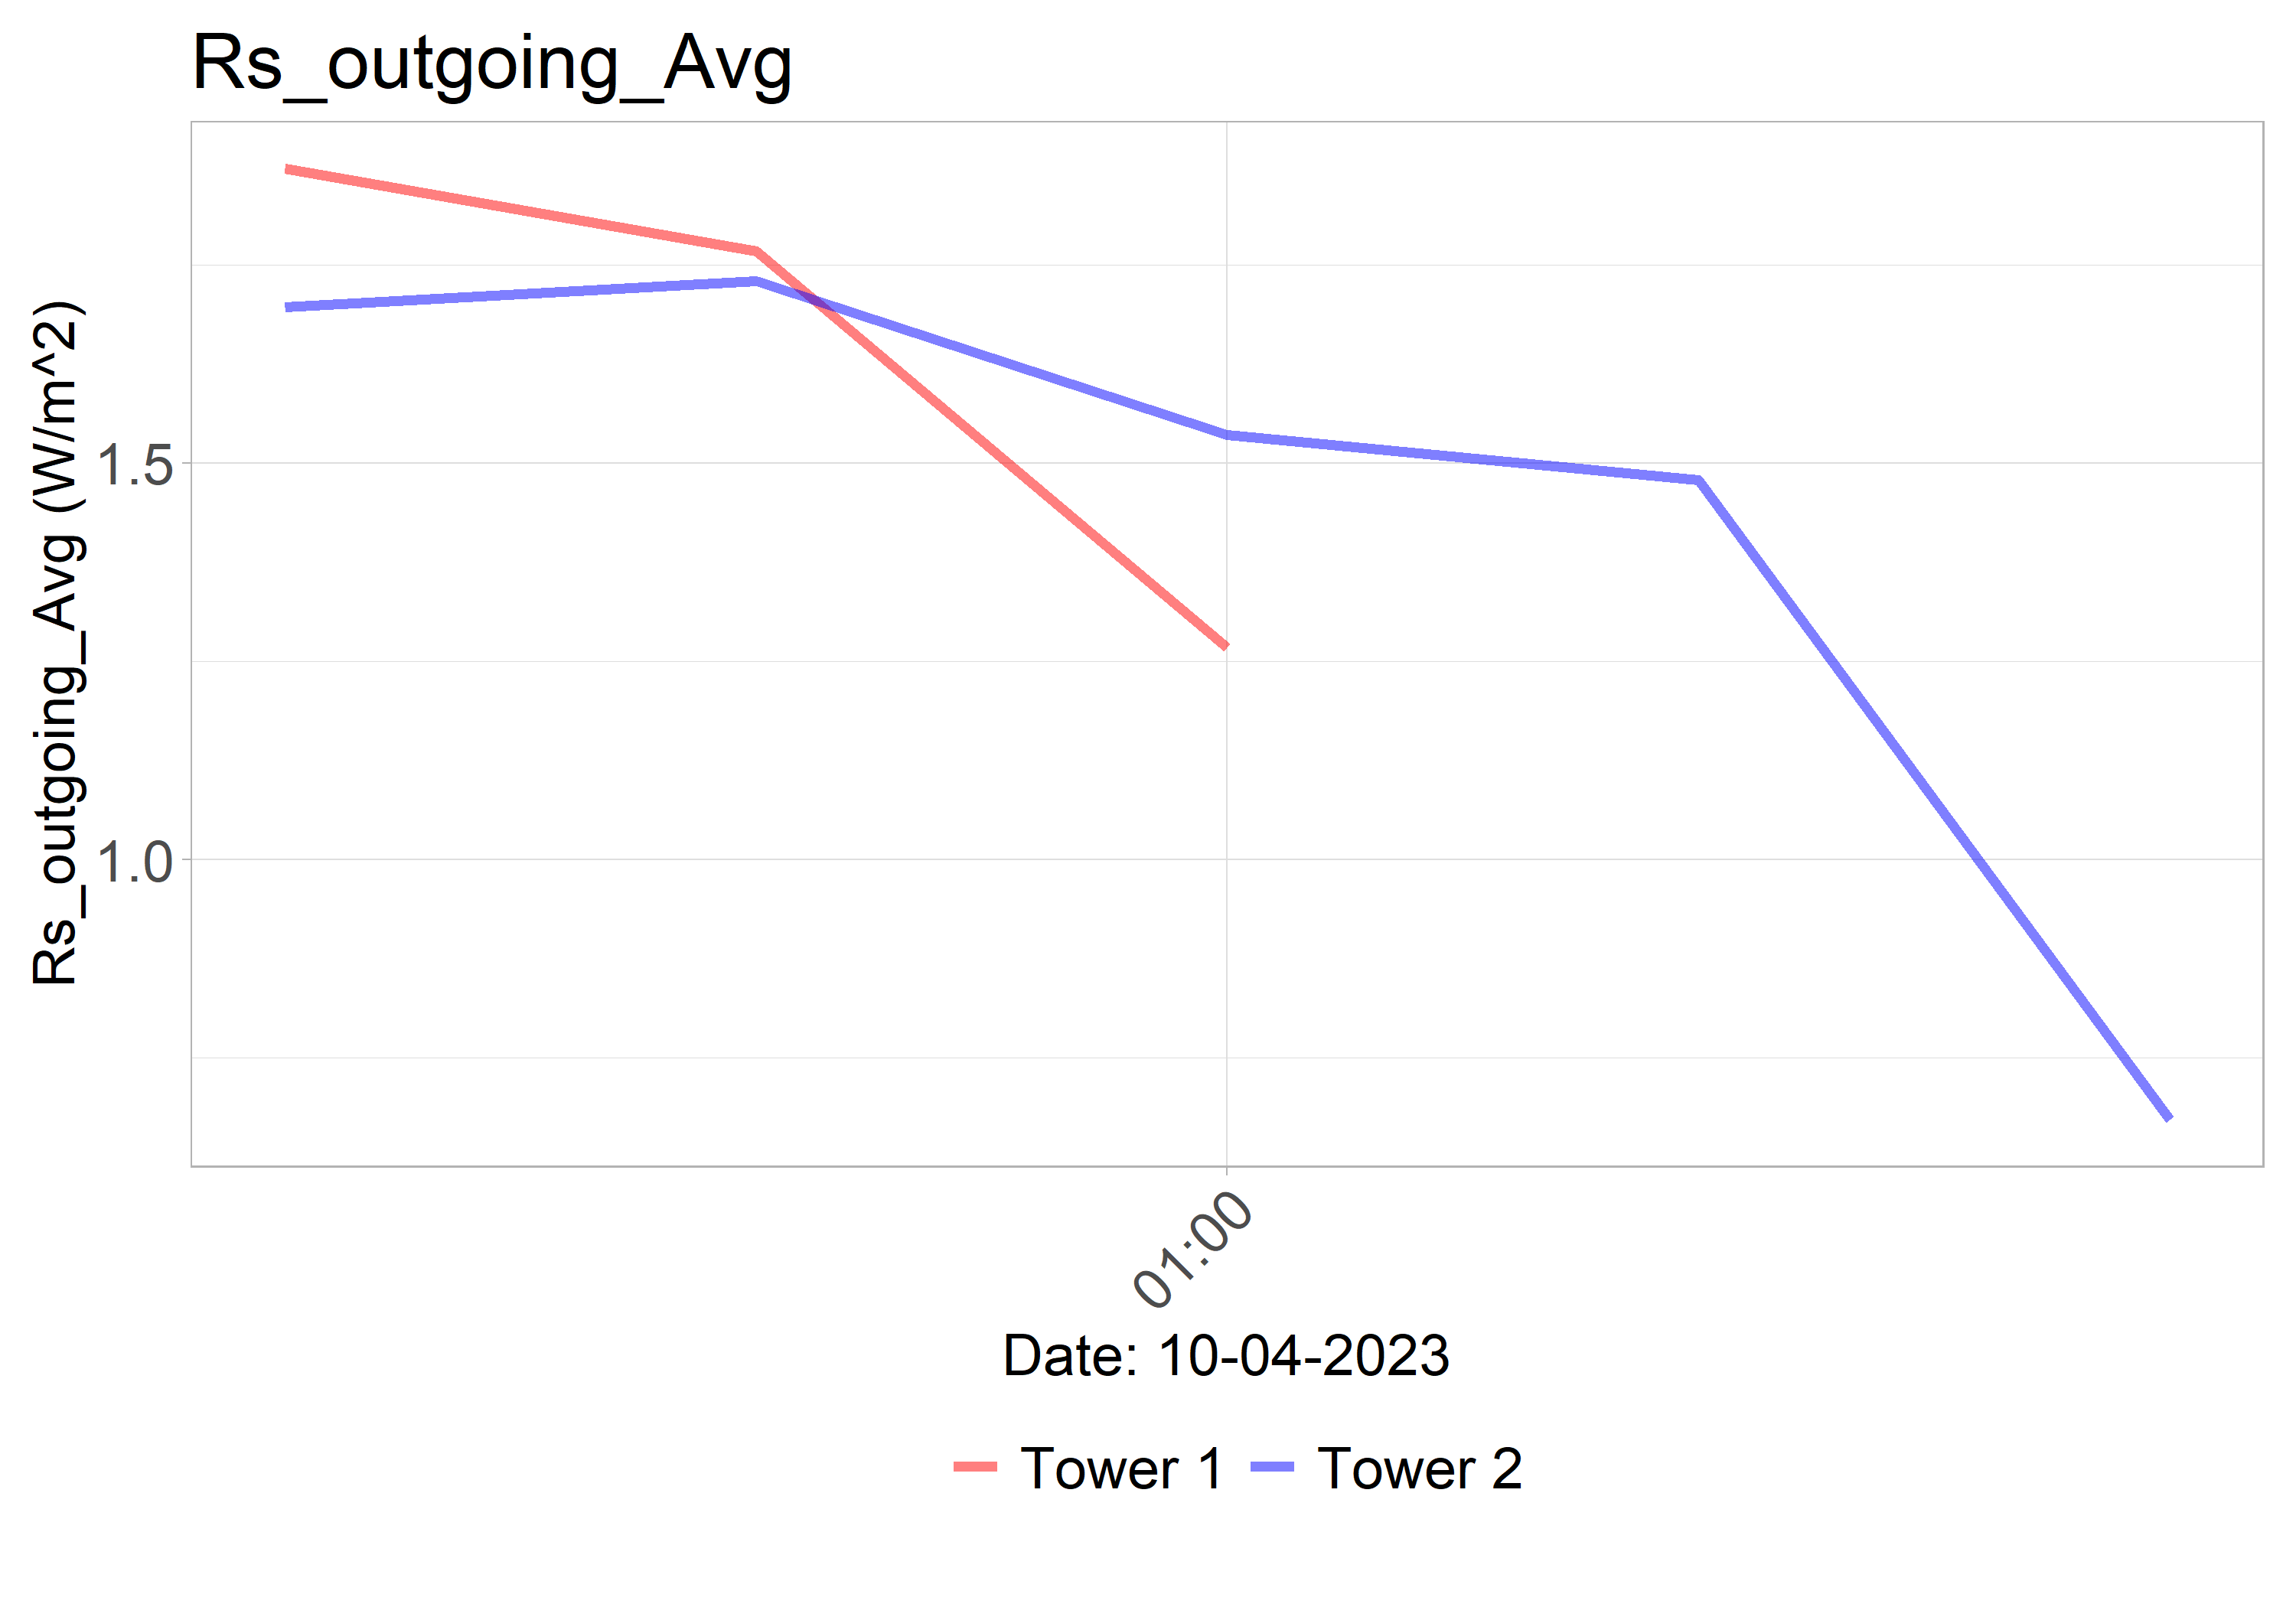 Rs_outgoing_Avg
Rs_outgoing_Avg (W/m^2)
1.5
1.0
01:00
Date: 10-04-2023
Tower 1 Tower 2